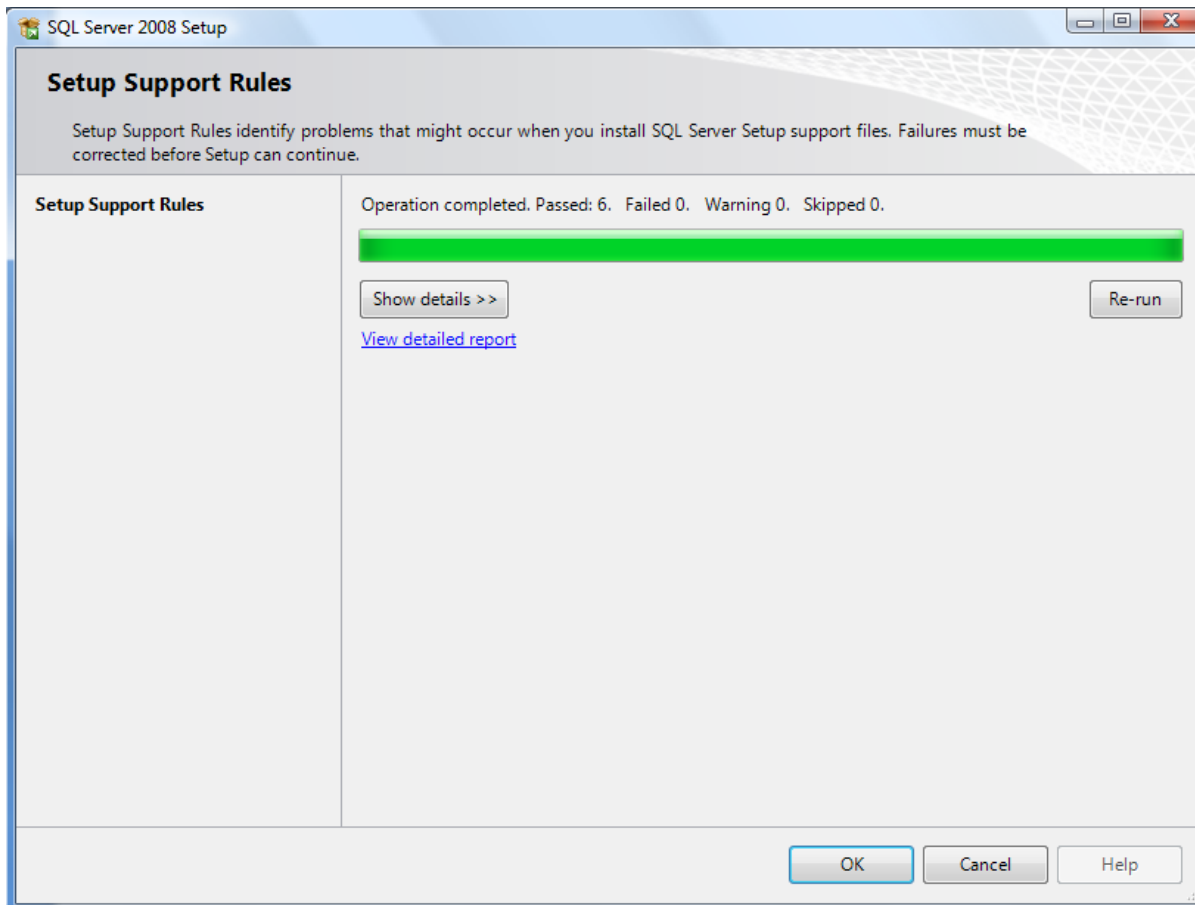 SQL Server 2008 Setup
Setup Support Rules
Setup Support Rules identify problems that might occur when you install SQL Server Setup support files. Failures must be
corrected before Setup can continue.
Setup Support Rules
Operation completed. Passed: 6.   Failed 0.   Warning 0.   Skipped 0.
Show details >>
Re-run
View detailed report
OK
Cancel
Help